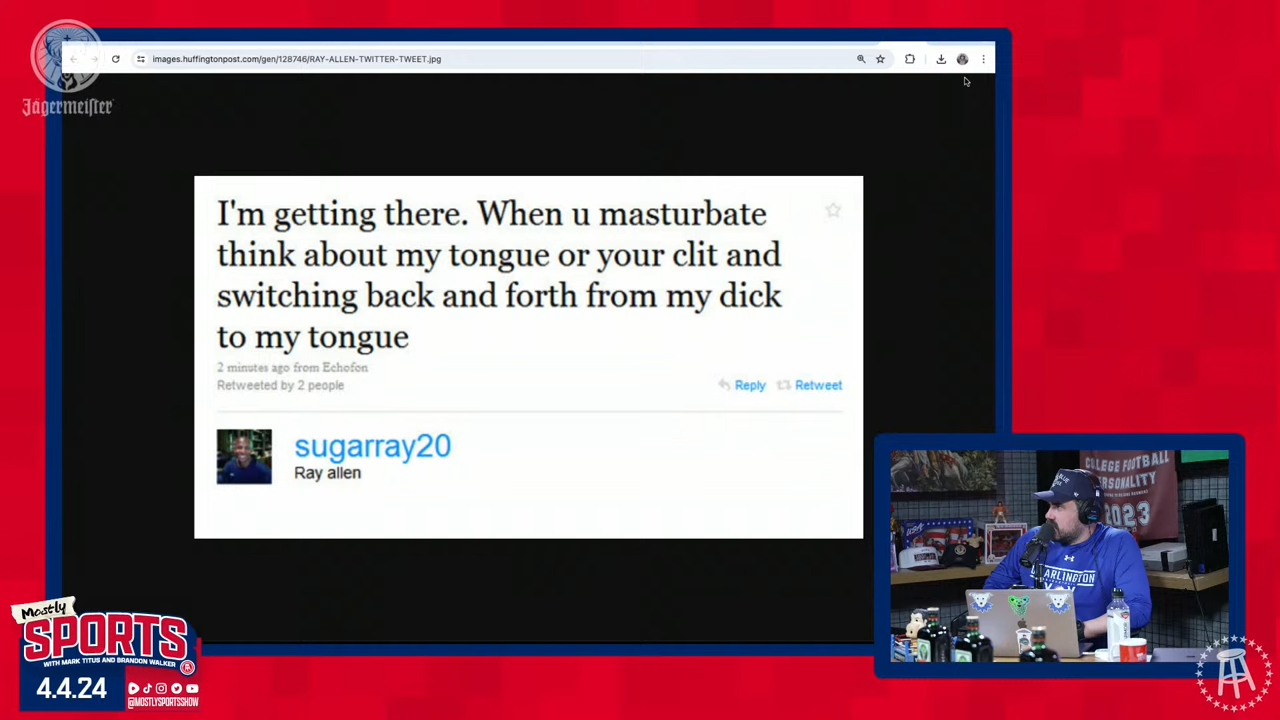 Jägermeister
images.huffingtonpost.com/gen/128746/RAY-ALLEN-TWITTER-TWEET.jpg
I'm getting there. When u masturbate
think about my tongue or your clit and
switching back and forth from my dick
to my tongue
2 minutes ago from Echofon
Retweeted by 2 people
Reply
Retweet
sugarray20
Ray allen
COLLEGE FOOTBALL
PERSONALITY
2023
USA
Mostly
SPORTS
WITH MARK TITUS AND BRANDON WALKER
4.4.24
@MOSTLYSPORTSSHOW